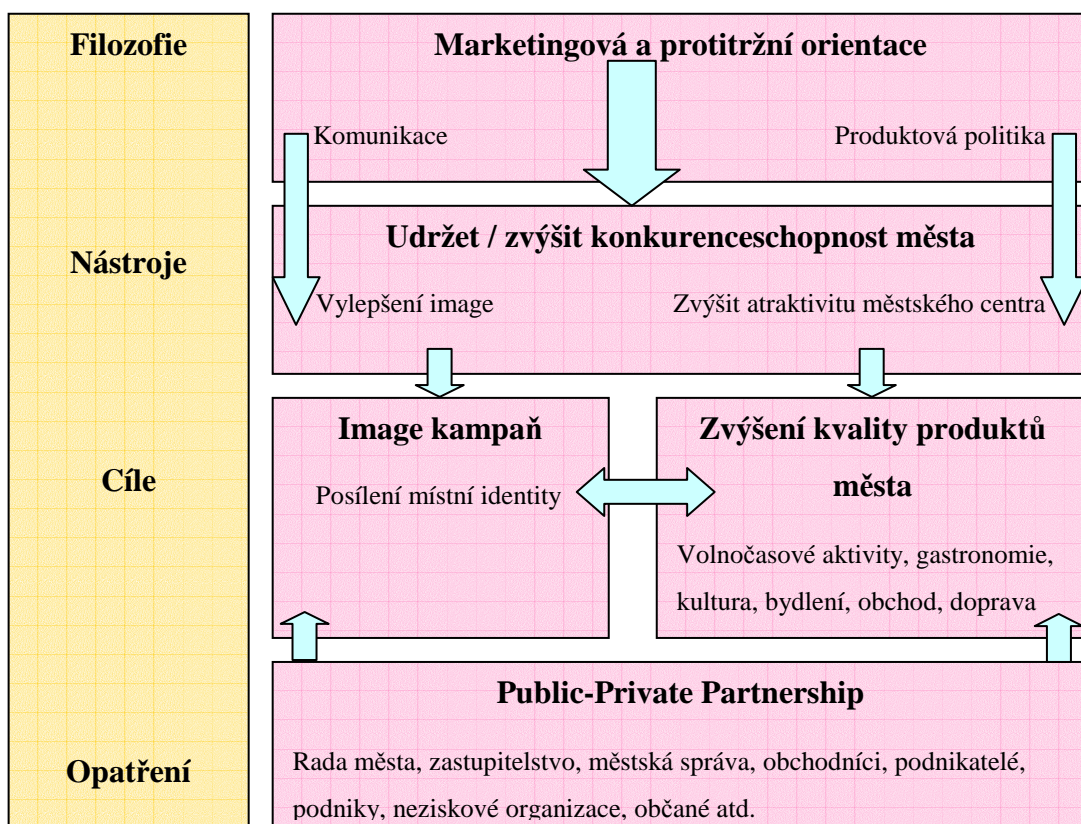 Filozofie
Nástroje
Cíle
Opatření
Marketingová a protitržní orientace
Komunikace
Produktová politika
Udržet / zvýšit konkurenceschopnost města
Vylepšení image
Zvýšit atraktivitu městského centra
Image kampaň
Posílení místní identity
Zvýšení kvality produktů
města
Volnočasové aktivity, gastronomie,
kultura, bydlení, obchod, doprava
Public-Private Partnership
Rada města, zastupitelstvo, městská správa, obchodníci, podnikatelé,
podniky, neziskové organizace, občané atd.